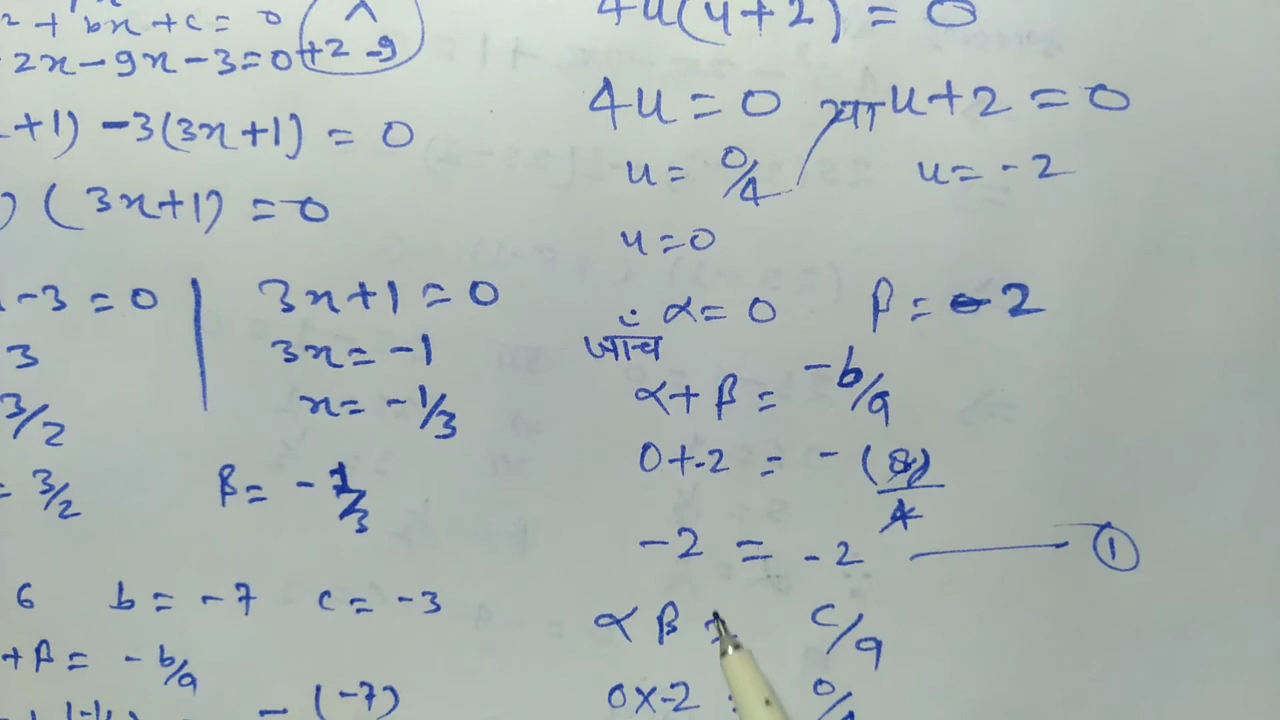 ² + bx + c = 0
2x - 9x - 3 = 0 +2 -9
x+1) - 3(3x+1) = 0
) (3x+1) = 0
x - 3 = 0 | 3x + 1 = 0
3 3x = -1
3/2 x = -1/3
= 3/2 β = -1/3
6 b = -7 c = -3
+ β = -b/a
- (-7)
4u(u+2) = 0
4u = 0 या u+2 = 0
u = 0/4 u = -2
u = 0
∴ α = 0 β = -2
जाँच
α + β = -b/a
0 + -2 = -(8)/4
-2 = -2 ①
α β = c/a
0 x -2 = 0/4